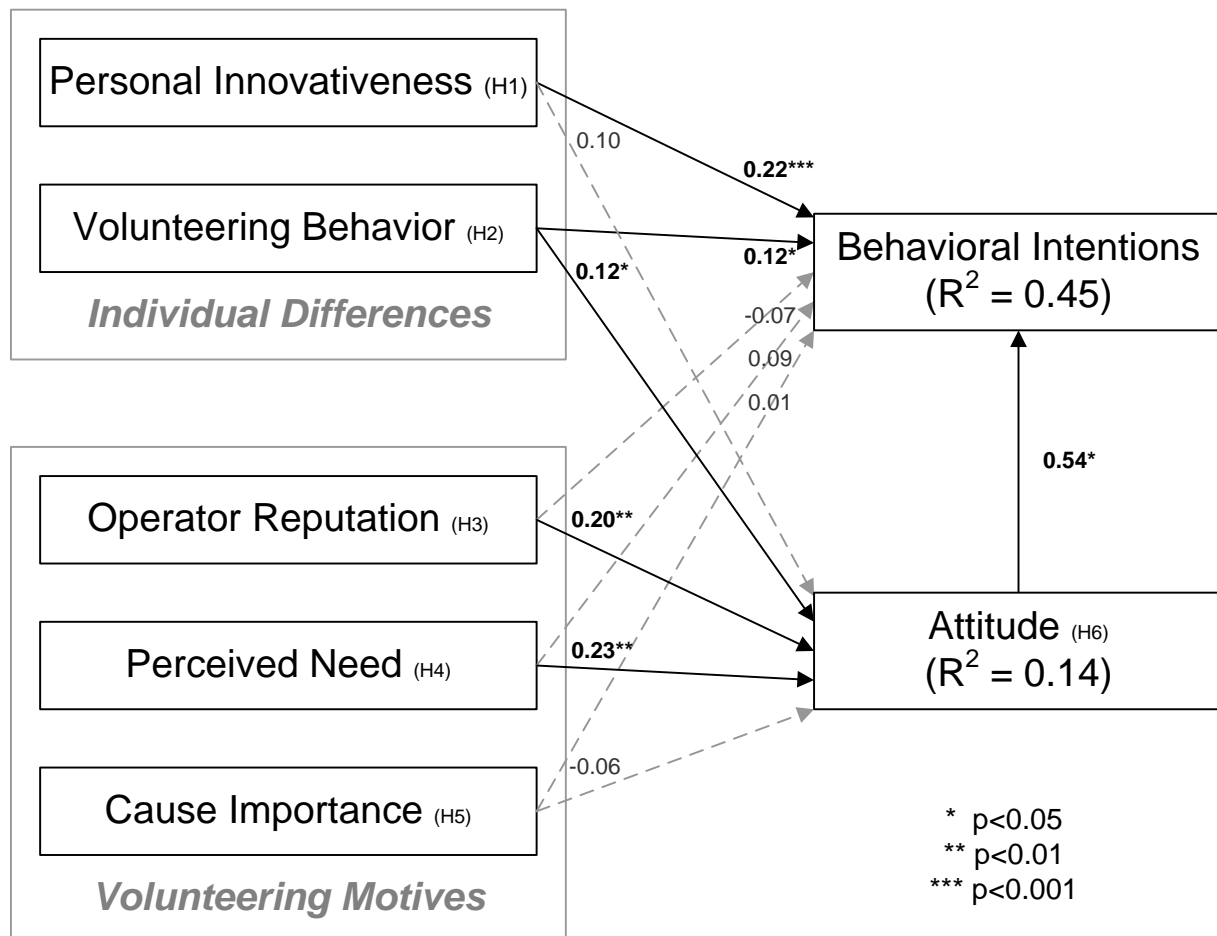 Personal Innovativeness (H1)
0.10
0.22***
Volunteering Behavior (H2)
0.12*
0.12*
Individual Differences
Behavioral Intentions
(R² = 0.45)
-0.07
0.09
0.01
0.54*
Operator Reputation (H3)
0.20**
Perceived Need (H4)
0.23**
Attitude (H6)
(R² = 0.14)
Cause Importance (H5)
-0.06
Volunteering Motives
* p<0.05
** p<0.01
*** p<0.001